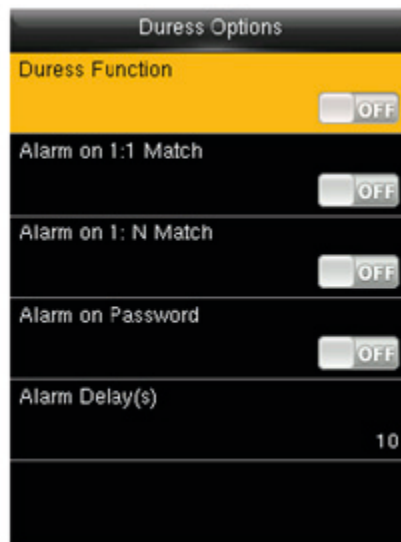 Duress Options
Duress Function
OFF
Alarm on 1:1 Match
OFF
Alarm on 1: N Match
OFF
Alarm on Password
OFF
Alarm Delay(s)
10